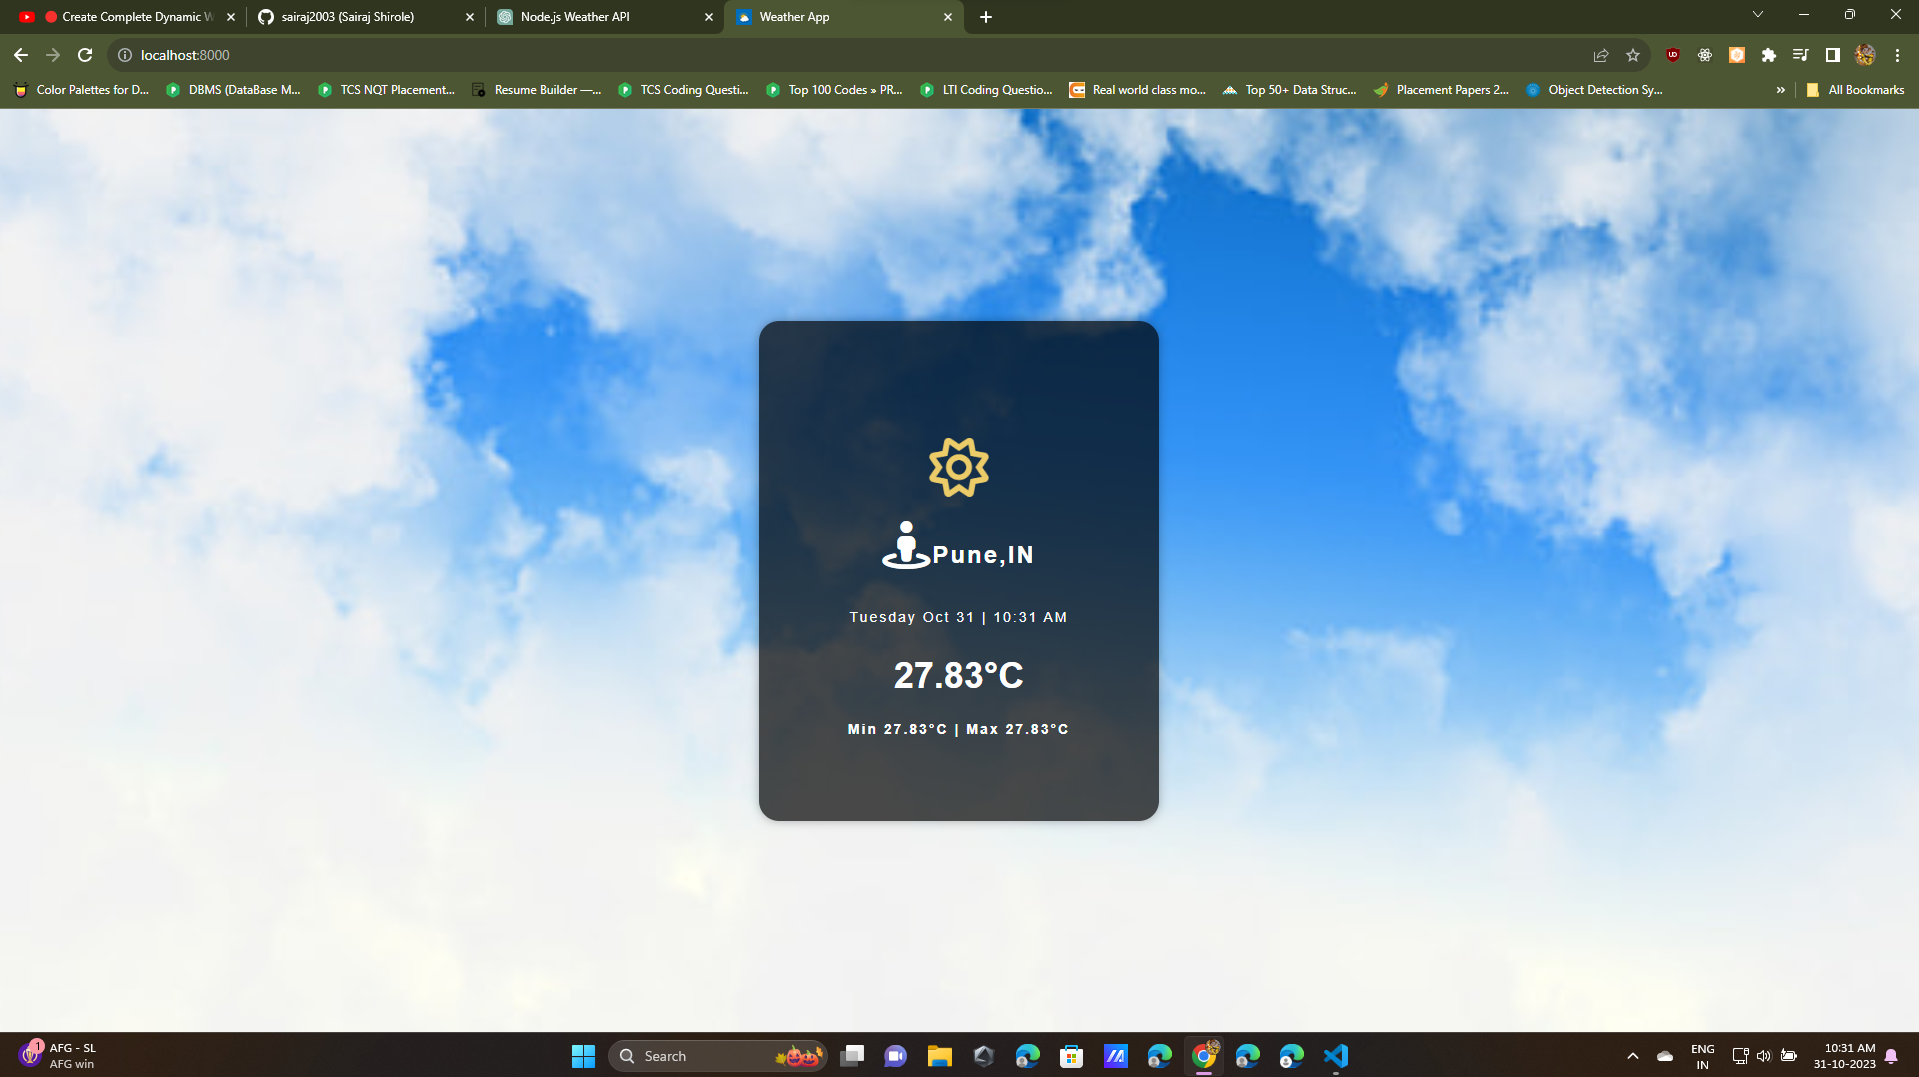 Create Complete Dynamic W
sairaj2003 (Sairaj Shirole)
Node.js Weather API
Weather App
localhost:8000
Color Palettes for D...
DBMS (DataBase M...
TCS NQT Placement...
Resume Builder —...
TCS Coding Questi...
Top 100 Codes » PR...
LTI Coding Questio...
Real world class mo...
Top 50+ Data Struc...
Placement Papers 2...
Object Detection Sy...
»
All Bookmarks
Pune,IN
Tuesday Oct 31 | 10:31 AM
27.83°C
Min 27.83°C | Max 27.83°C
1
AFG - SL
AFG win
Search
ENG
IN
10:31 AM
31-10-2023